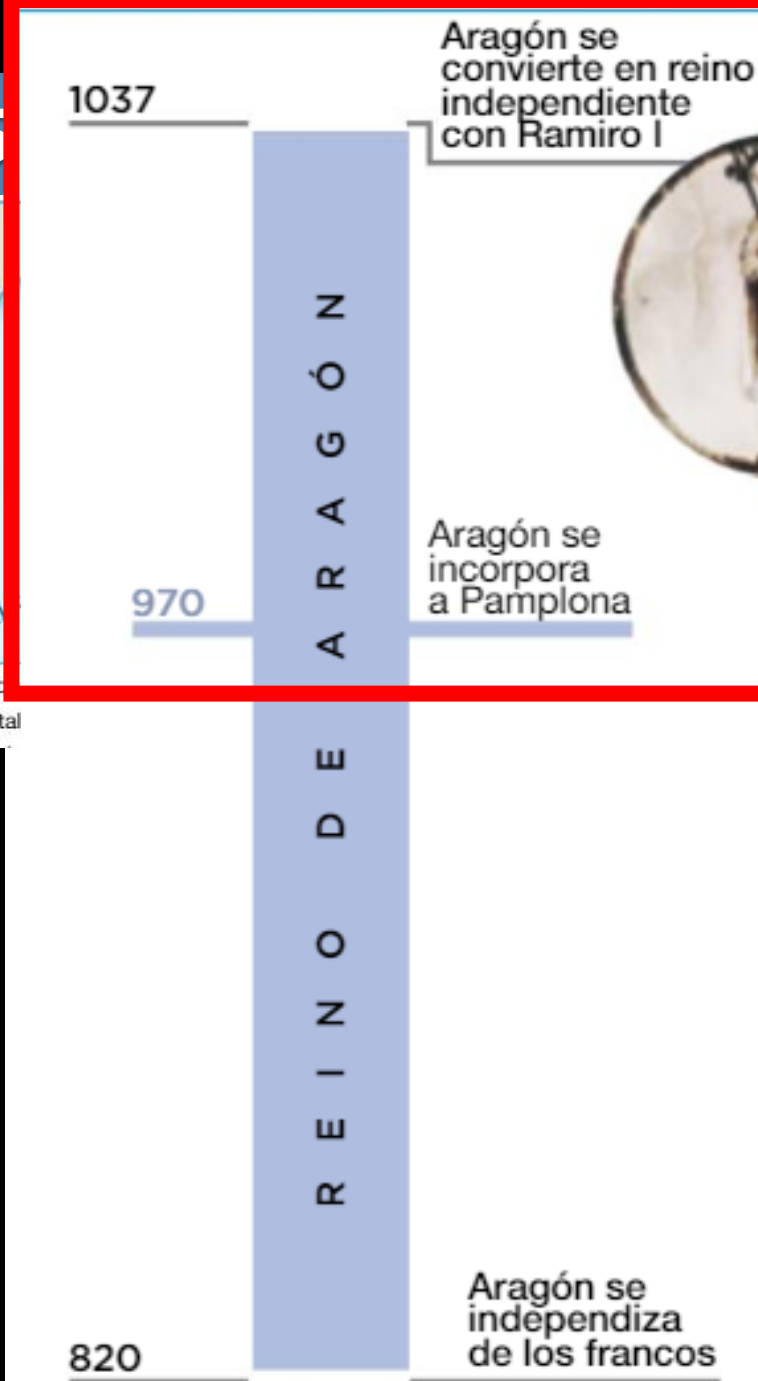 Aragón se
convierte en reino
independiente
con Ramiro I
1037
REINO DE ARAGÓN
Aragón se
incorpora
a Pamplona
970
tal
Aragón se
independiza
de los francos
820